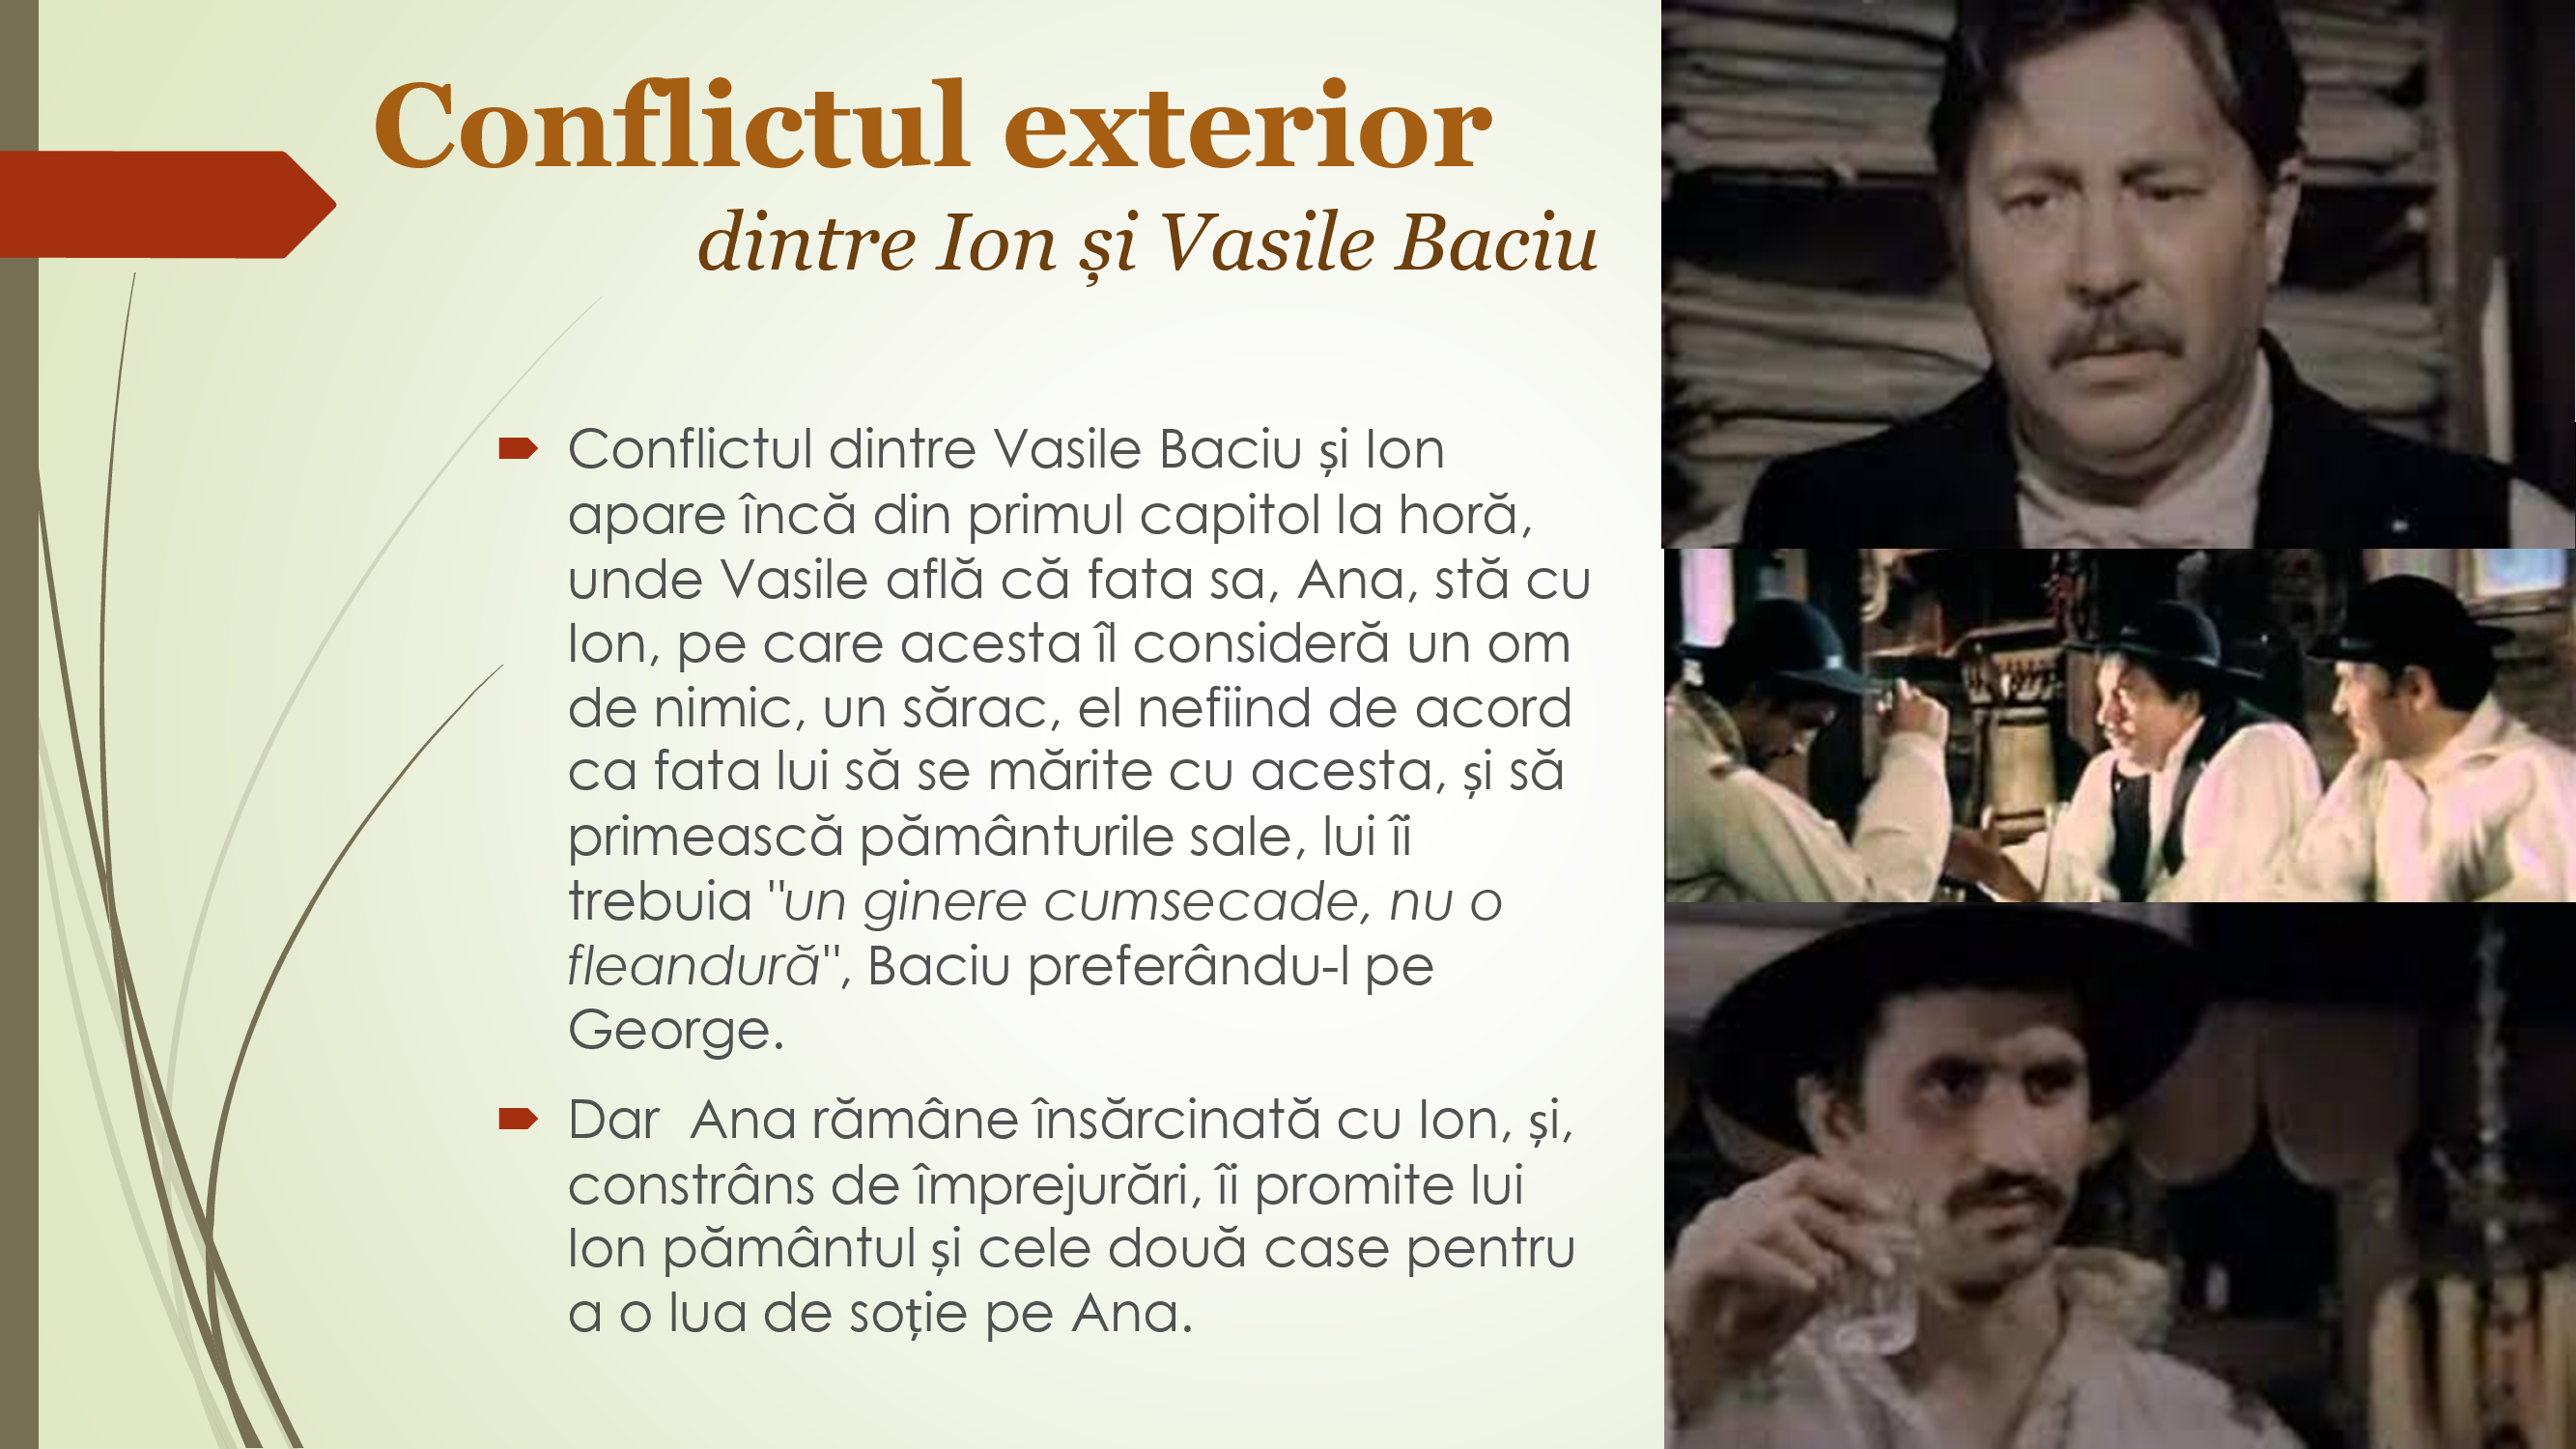 Conflictul exterior
dintre Ion și Vasile Baciu
Conflictul dintre Vasile Baciu și Ion
apare încă din primul capitol la horă,
unde Vasile află că fata sa, Ana, stă cu
Ion, pe care acesta îl consideră un om
de nimic, un sărac, el nefiind de acord
ca fata lui să se mărite cu acesta, și să
primească pământurile sale, lui îi
trebuia "un ginere cumsecade, nu o
fleandură", Baciu preferându-l pe
George.
Dar  Ana rămâne însărcinată cu Ion, și,
constrâns de împrejurări, îi promite lui
Ion pământul și cele două case pentru
a o lua de soție pe Ana.